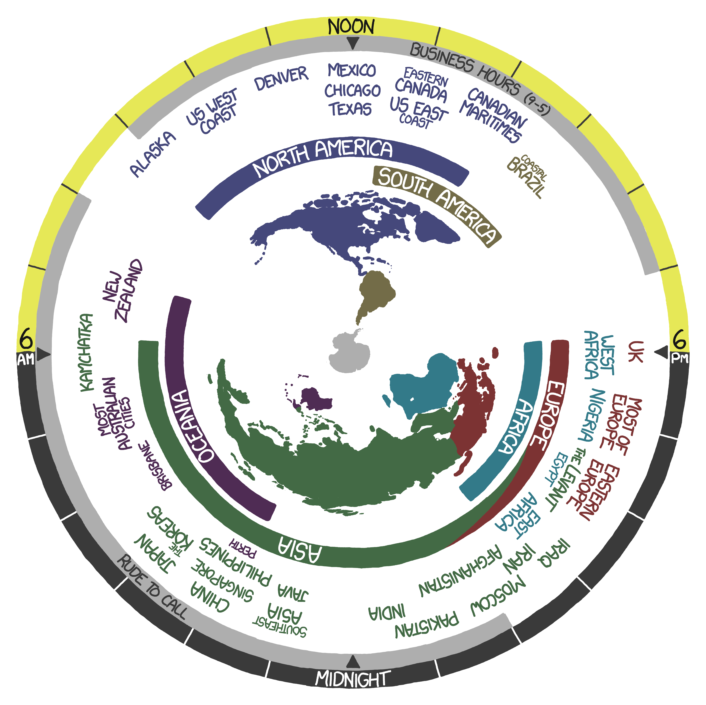 NOON
BUSINESS HOURS (9-5)
ALASKA
US WEST
COAST
DENVER
MEXICO
CHICAGO
TEXAS
EASTERN
CANADA
US EAST
COAST
CANADIAN
MARITIMES
COASTAL
BRAZIL
NORTH AMERICA
SOUTH AMERICA
6
AM
6
PM
NEW
ZEALAND
KAMCHATKA
MOST
AUSTRALIAN
CITIES
BRISBANE
OCEANIA
UK
WEST
AFRICA
NIGERIA
MOST OF
EUROPE
EASTERN
EUROPE
THE LEVANT
EGYPT
EAST
AFRICA
EUROPE
AFRICA
ASIA
IRAQ
IRAN
MOSCOW
AFGHANISTAN
PAKISTAN
INDIA
SOUTHEAST
ASIA
JAVA
CHINA
SINGAPORE
PHILIPPINES
PERTH
JAPAN
THE
KOREAS
RUDE TO CALL
MIDNIGHT